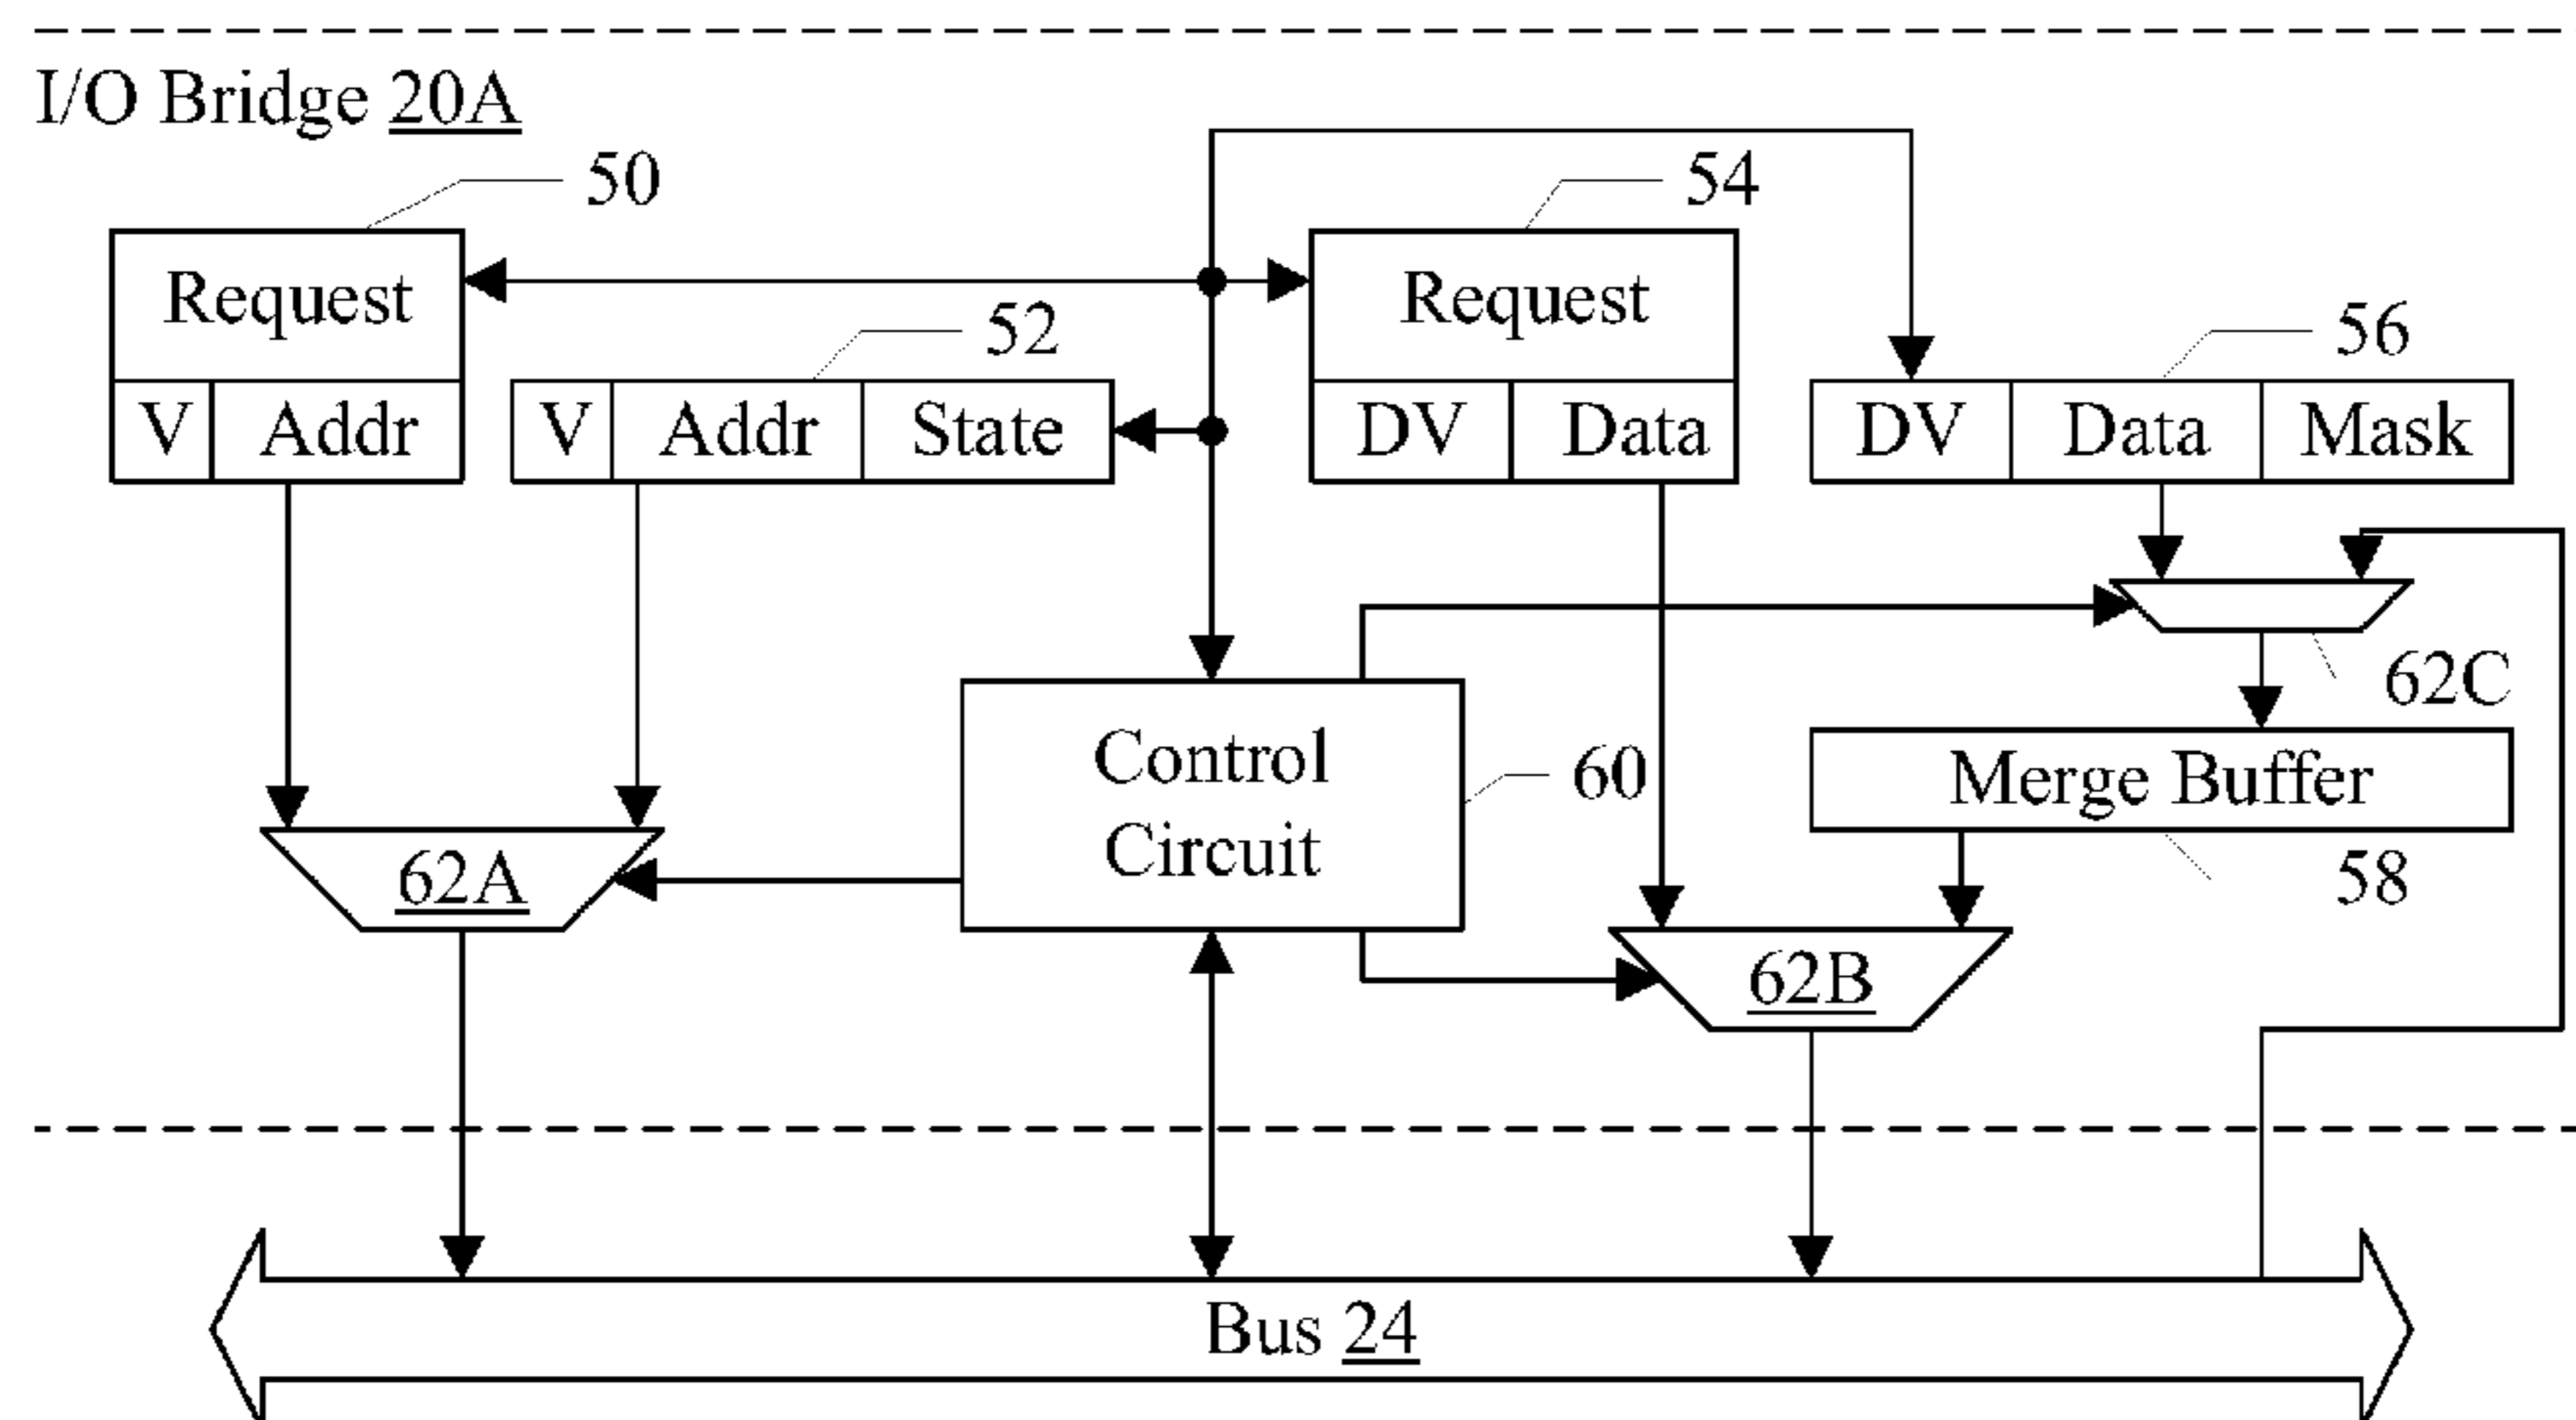 I/O Bridge 20A
50
54
Request
Request
52
56
V Addr
V Addr State
DV Data
DV Data Mask
62C
Control
Circuit
60
Merge Buffer
62A
58
62B
Bus 24